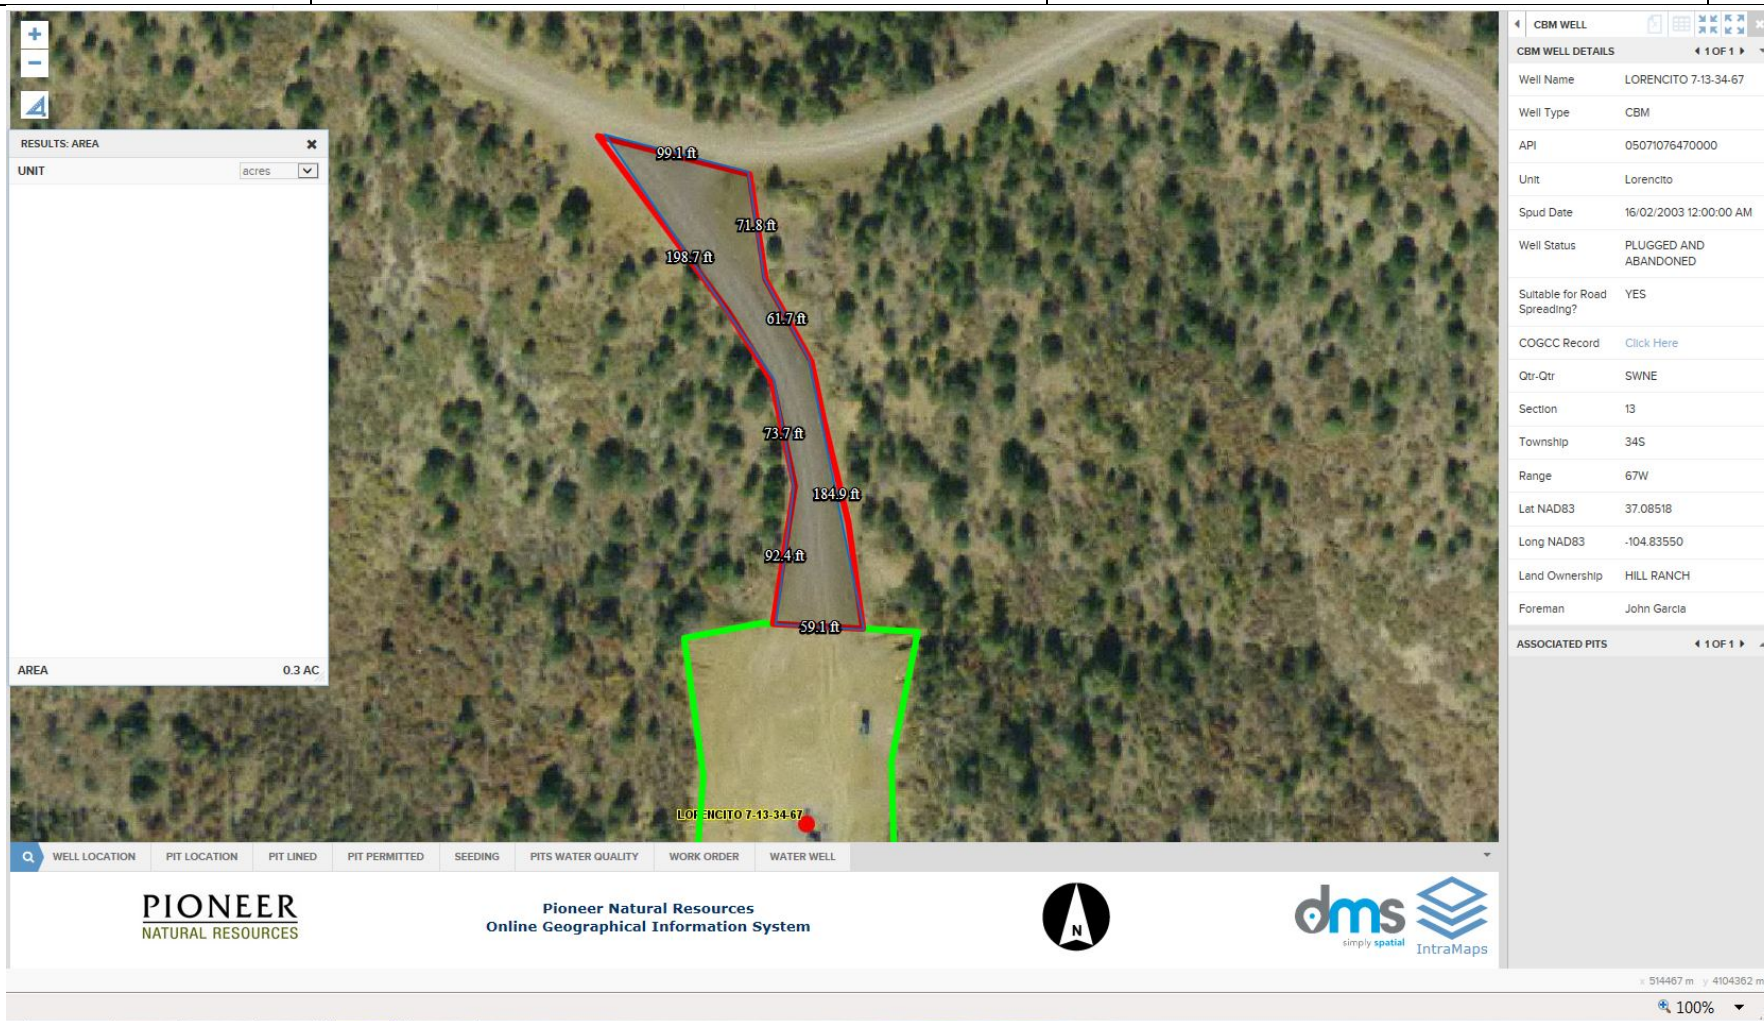 +
−
RESULTS: AREA
UNIT acres
AREA 0.3 AC
99.1 ft
71.8 ft
198.7 ft
61.7 ft
73.7 ft
184.9 ft
92.4 ft
59.1 ft
LORENCITO 7-13-34-67
CBM WELL
CBM WELL DETAILS 1 OF 1
Well Name LORENCITO 7-13-34-67
Well Type CBM
API 05071076470000
Unit Lorencito
Spud Date 16/02/2003 12:00:00 AM
Well Status PLUGGED AND
ABANDONED
Suitable for Road YES
Spreading?
COGCC Record Click Here
Qtr-Qtr SWNE
Section 13
Township 34S
Range 67W
Lat NAD83 37.08518
Long NAD83 -104.83550
Land Ownership HILL RANCH
Foreman John Garcia
ASSOCIATED PITS 1 OF 1
WELL LOCATION PIT LOCATION PIT LINED PIT PERMITTED SEEDING PITS WATER QUALITY WORK ORDER WATER WELL
PIONEER
NATURAL RESOURCES
Pioneer Natural Resources
Online Geographical Information System
N
dms
simply spatial
IntraMaps
x 514467 m y 4104362 m
100%